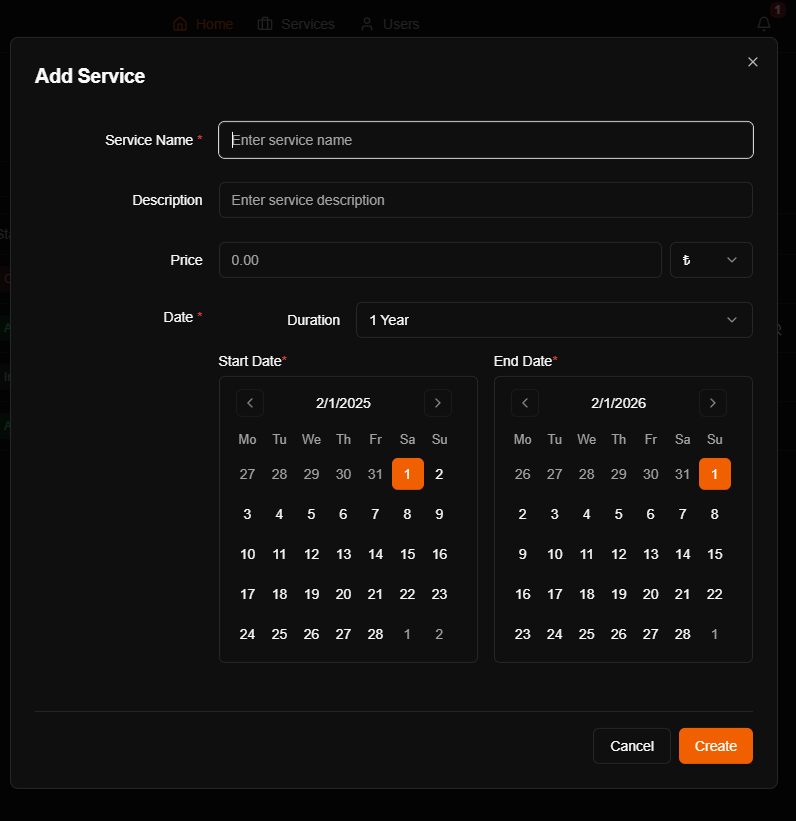 Home Services Users 1
Add Service
Service Name *
Enter service name
Description
Enter service description
Price
0.00
₺
Date *
Duration
1 Year
Start Date*
2/1/2025
Mo Tu We Th Fr Sa Su
27 28 29 30 31 1 2
3 4 5 6 7 8 9
10 11 12 13 14 15 16
17 18 19 20 21 22 23
24 25 26 27 28 1 2
End Date*
2/1/2026
Mo Tu We Th Fr Sa Su
26 27 28 29 30 31 1
2 3 4 5 6 7 8
9 10 11 12 13 14 15
16 17 18 19 20 21 22
23 24 25 26 27 28 1
Cancel Create